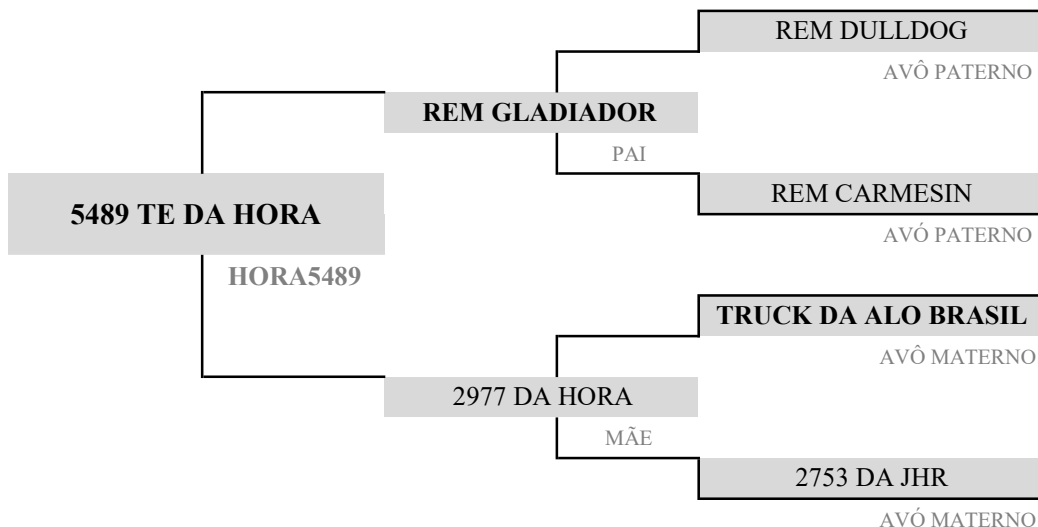 REM DULLDOG
AVÔ PATERNO
REM GLADIADOR
PAI
REM CARMESIN
AVÓ PATERNO
5489 TE DA HORA
HORA5489
TRUCK DA ALO BRASIL
AVÔ MATERNO
2977 DA HORA
MÃE
2753 DA JHR
AVÓ MATERNO